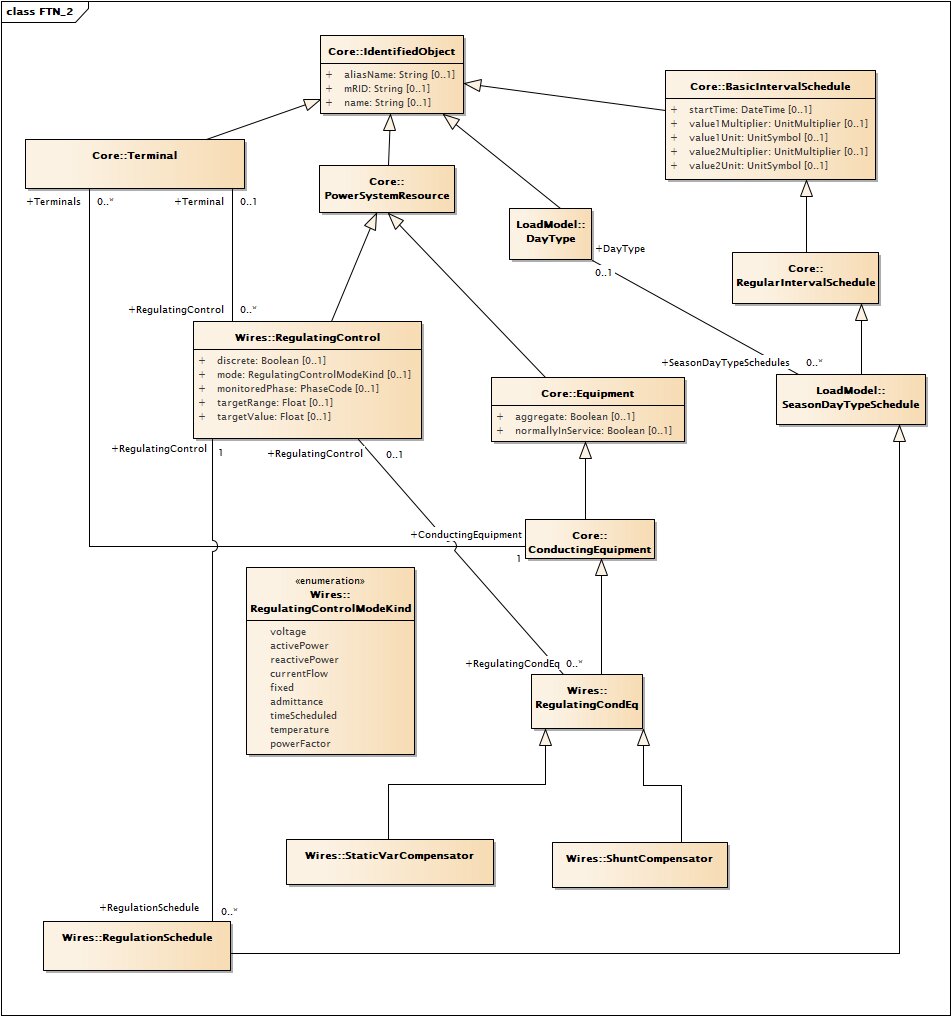 class FTN_2
Core::IdentifiedObject
+ aliasName: String [0..1]
+ mRID: String [0..1]
+ name: String [0..1]
Core::BasicIntervalSchedule
+ startTime: DateTime [0..1]
+ value1Multiplier: UnitMultiplier [0..1]
+ value1Unit: UnitSymbol [0..1]
+ value2Multiplier: UnitMultiplier [0..1]
+ value2Unit: UnitSymbol [0..1]
Core::Terminal
+Terminals 0..*
+Terminal 0..1
Core::
PowerSystemResource
LoadModel::
DayType
+DayType
0..1
Core::
RegularIntervalSchedule
+RegulatingControl 0..*
Wires::RegulatingControl
+ discrete: Boolean [0..1]
+ mode: RegulatingControlModeKind [0..1]
+ monitoredPhase: PhaseCode [0..1]
+ targetRange: Float [0..1]
+ targetValue: Float [0..1]
+SeasonDayTypeSchedules 0..*
LoadModel::
SeasonDayTypeSchedule
Core::Equipment
+ aggregate: Boolean [0..1]
+ normallyInService: Boolean [0..1]
+RegulatingControl 1
+RegulatingControl 0..1
+ConductingEquipment
1
Core::
ConductingEquipment
«enumeration»
Wires::
RegulatingControlModeKind
voltage
activePower
reactivePower
currentFlow
fixed
admittance
timeScheduled
temperature
powerFactor
+RegulatingCondEq 0..*
Wires::
RegulatingCondEq
Wires::StaticVarCompensator
Wires::ShuntCompensator
+RegulationSchedule 0..*
Wires::RegulationSchedule